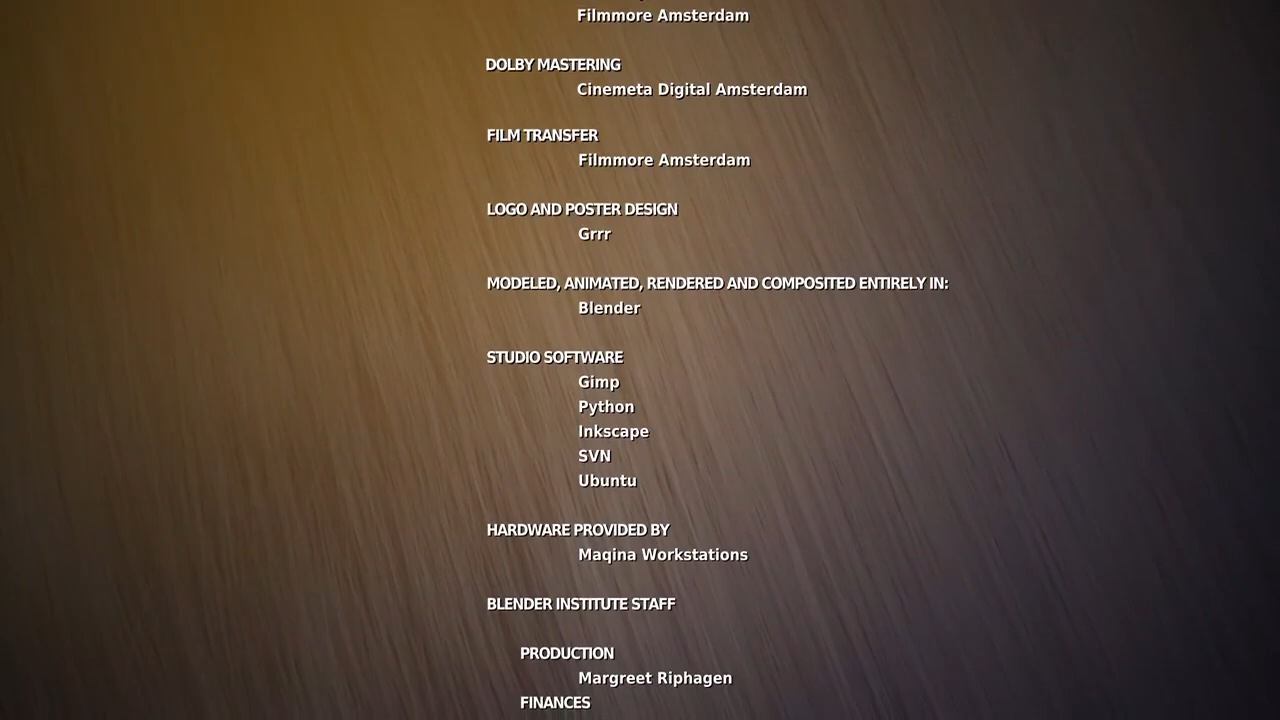 Filmmore Amsterdam
DOLBY MASTERING
Cinemeta Digital Amsterdam
FILM TRANSFER
Filmmore Amsterdam
LOGO AND POSTER DESIGN
Grrr
MODELED, ANIMATED, RENDERED AND COMPOSITED ENTIRELY IN:
Blender
STUDIO SOFTWARE
Gimp
Python
Inkscape
SVN
Ubuntu
HARDWARE PROVIDED BY
Maqina Workstations
BLENDER INSTITUTE STAFF
PRODUCTION
Margreet Riphagen
FINANCES